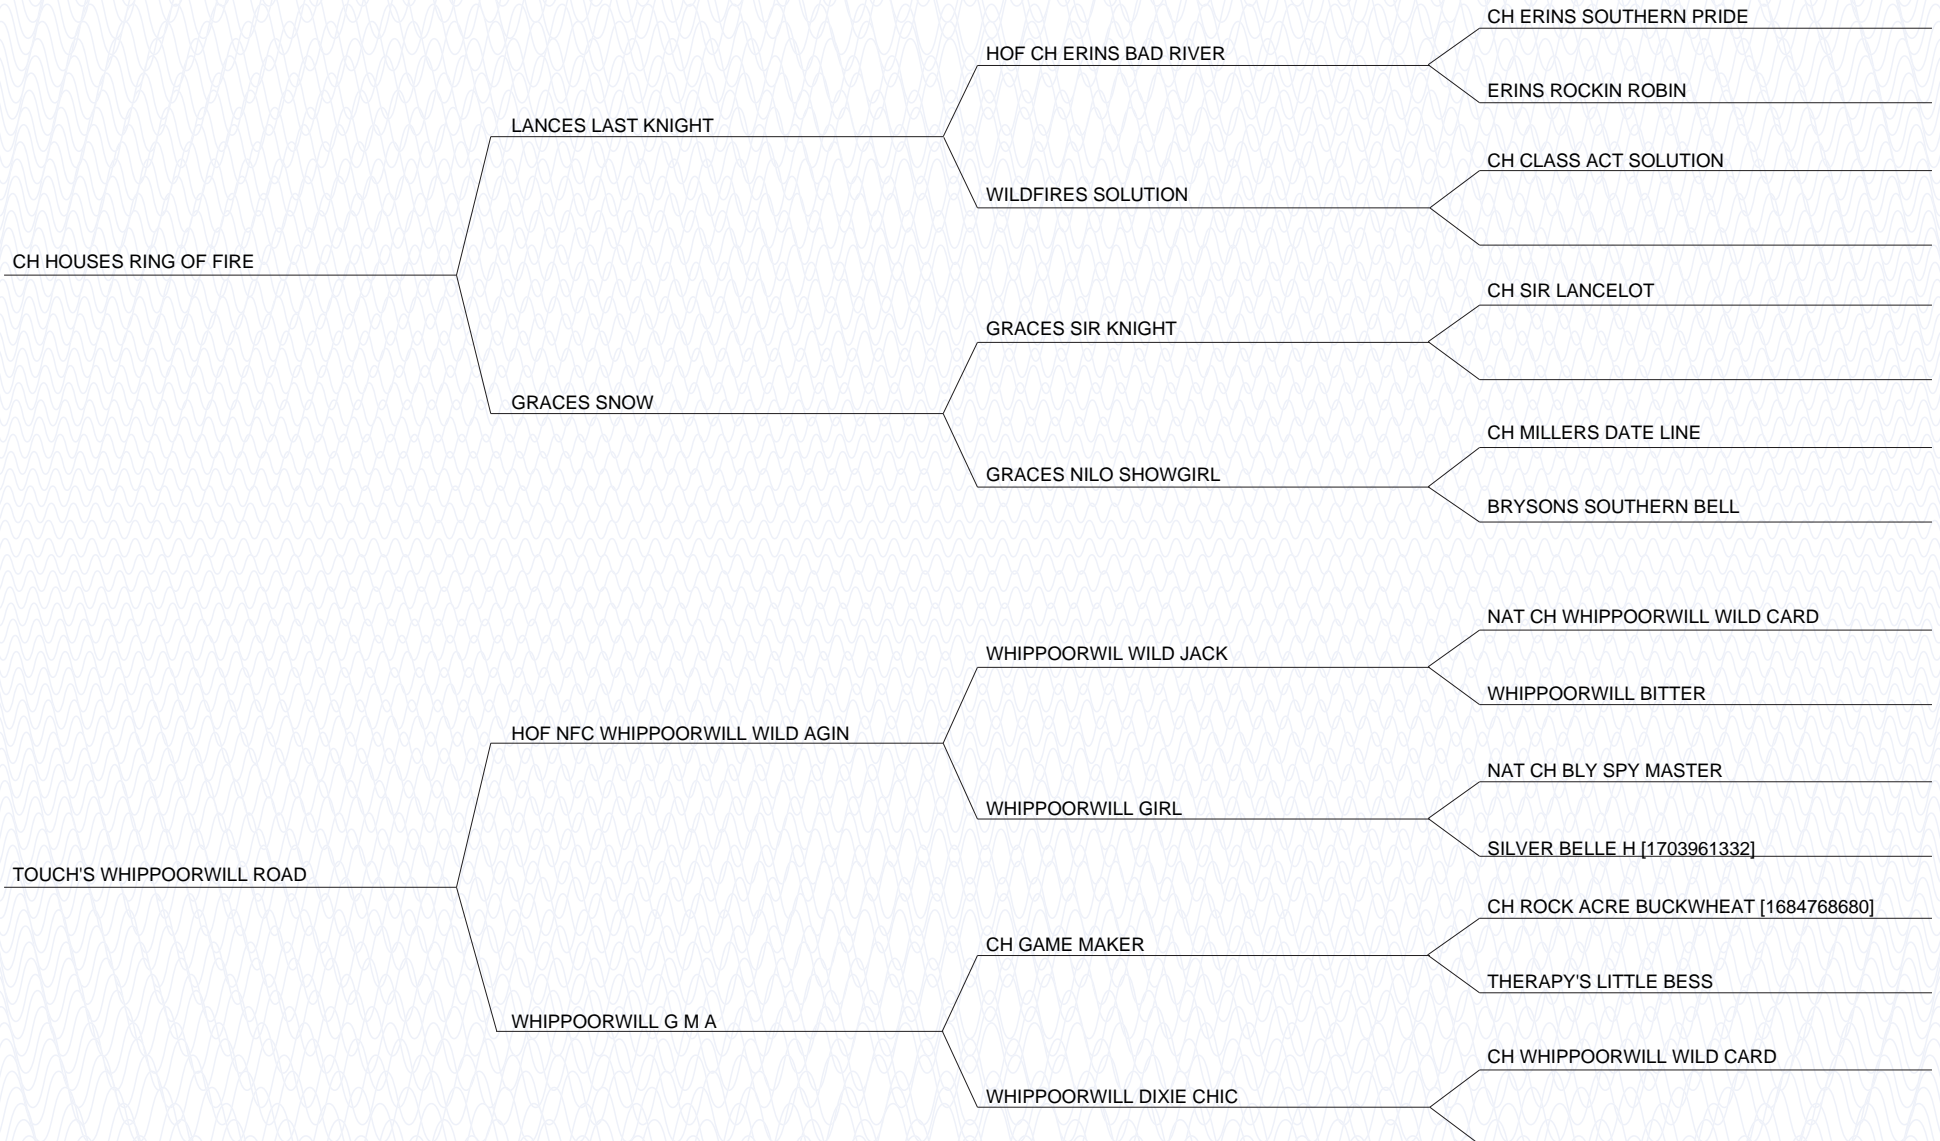 CH ERINS SOUTHERN PRIDE
HOF CH ERINS BAD RIVER
ERINS ROCKIN ROBIN
LANCES LAST KNIGHT
CH CLASS ACT SOLUTION
WILDFIRES SOLUTION
CH HOUSES RING OF FIRE
CH SIR LANCELOT
GRACES SIR KNIGHT
GRACES SNOW
CH MILLERS DATE LINE
GRACES NILO SHOWGIRL
BRYSONS SOUTHERN BELL
NAT CH WHIPPOORWILL WILD CARD
WHIPPOORWIL WILD JACK
WHIPPOORWILL BITTER
HOF NFC WHIPPOORWILL WILD AGIN
NAT CH BLY SPY MASTER
WHIPPOORWILL GIRL
SILVER BELLE H [1703961332]
TOUCH'S WHIPPOORWILL ROAD
CH ROCK ACRE BUCKWHEAT [1684768680]
CH GAME MAKER
THERAPY'S LITTLE BESS
WHIPPOORWILL G M A
CH WHIPPOORWILL WILD CARD
WHIPPOORWILL DIXIE CHIC